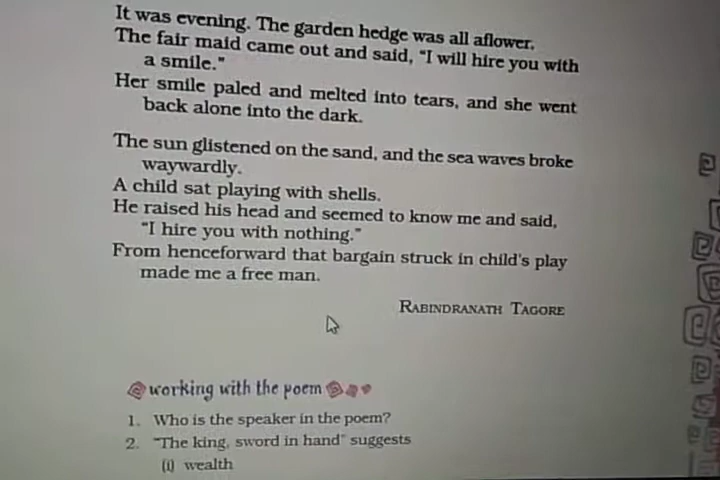 It was evening. The garden hedge was all aflower.
The fair maid came out and said, "I will hire you with
a smile."
Her smile paled and melted into tears, and she went
back alone into the dark.
The sun glistened on the sand, and the sea waves broke
waywardly.
A child sat playing with shells.
He raised his head and seemed to know me and said,
"I hire you with nothing."
From henceforward that bargain struck in child's play
made me a free man.
RABINDRANATH TAGORE
working with the poem
1. Who is the speaker in the poem?
2. "The king, sword in hand" suggests
(i) wealth